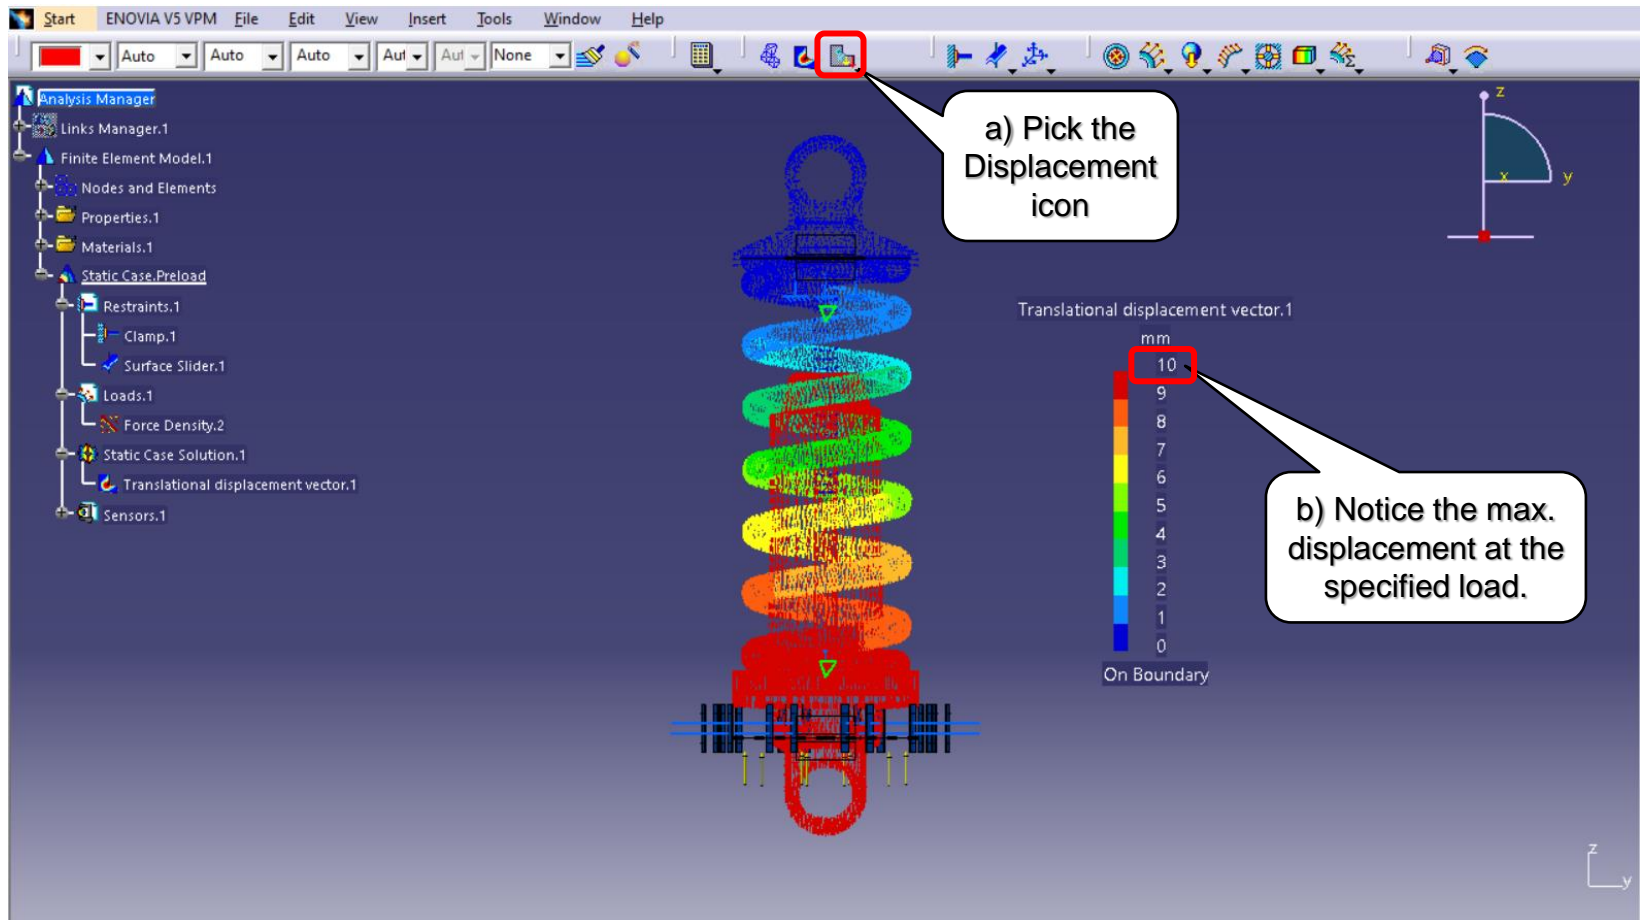 Start ENOVIA V5 VPM File Edit View Insert Tools Window Help
Auto Auto Auto Aut Aut None
a) Pick the
Displacement
icon
Analysis Manager
Links Manager.1
Finite Element Model.1
Nodes and Elements
Properties.1
Materials.1
Static Case.Preload
Restraints.1
Clamp.1
Surface Slider.1
Loads.1
Force Density.2
Static Case Solution.1
Translational displacement vector.1
Sensors.1
z
x
y
Translational displacement vector.1
mm
10
9
8
7
6
5
4
3
2
1
0
On Boundary
b) Notice the max.
displacement at the
specified load.
z
y